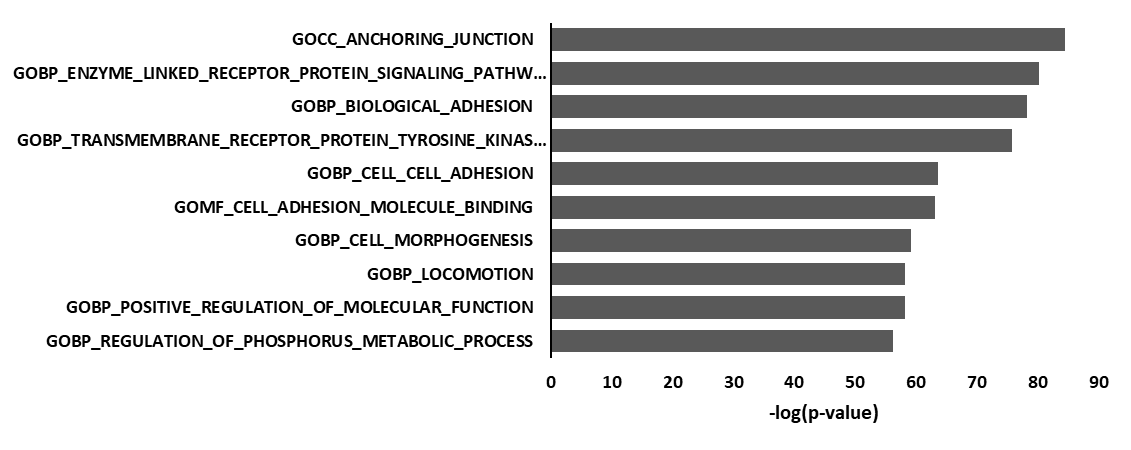 GOCC_ANCHORING_JUNCTION
GOBP_ENZYME_LINKED_RECEPTOR_PROTEIN_SIGNALING_PATHW...
GOBP_BIOLOGICAL_ADHESION
GOBP_TRANSMEMBRANE_RECEPTOR_PROTEIN_TYROSINE_KINAS...
GOBP_CELL_CELL_ADHESION
GOMF_CELL_ADHESION_MOLECULE_BINDING
GOBP_CELL_MORPHOGENESIS
GOBP_LOCOMOTION
GOBP_POSITIVE_REGULATION_OF_MOLECULAR_FUNCTION
GOBP_REGULATION_OF_PHOSPHORUS_METABOLIC_PROCESS
0 10 20 30 40 50 60 70 80 90
-log(p-value)